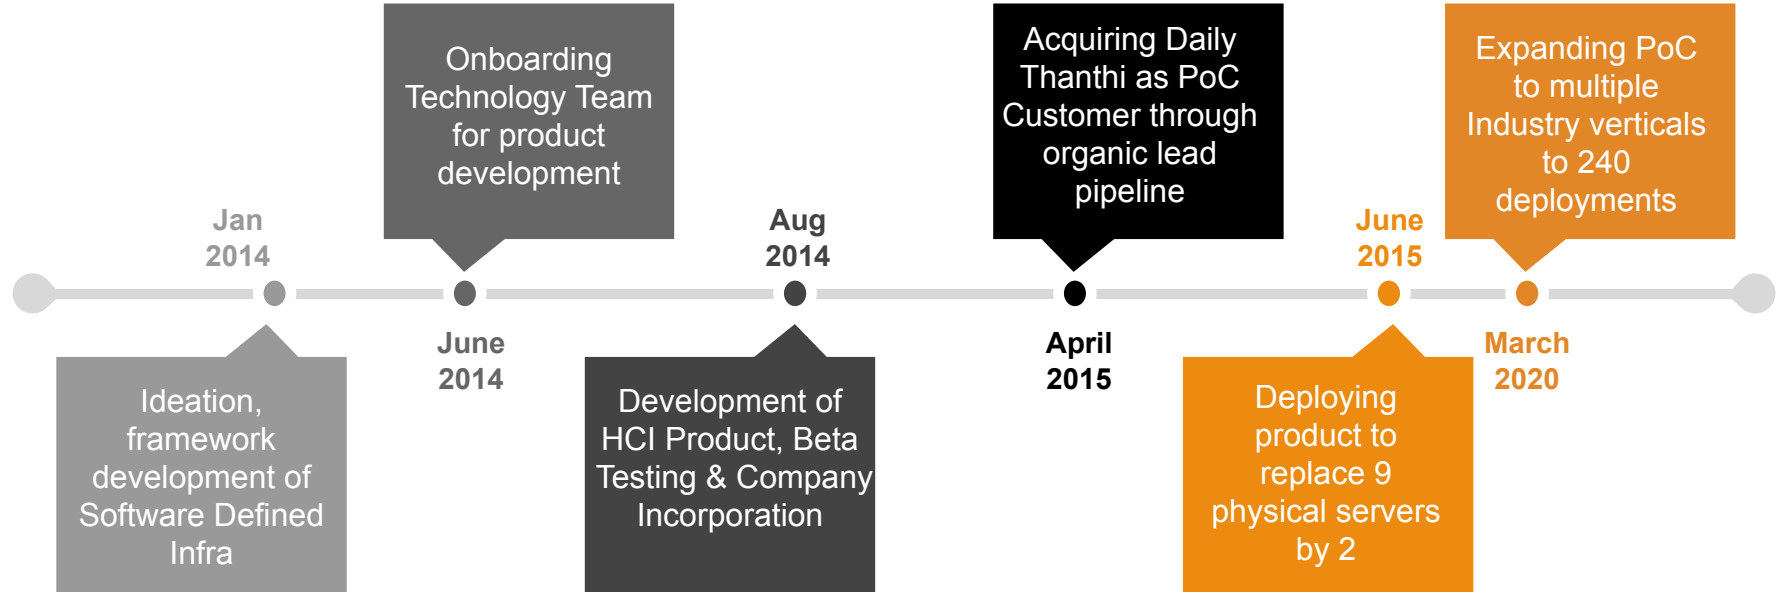 Jan
2014
Ideation,
framework
development of
Software Defined
Infra
Onboarding
Technology Team
for product
development
June
2014
Aug
2014
Development of
HCI Product, Beta
Testing & Company
Incorporation
Acquiring Daily
Thanthi as PoC
Customer through
organic lead
pipeline
April
2015
June
2015
Deploying
product to
replace 9
physical servers
by 2
Expanding PoC
to multiple
Industry verticals
to 240
deployments
March
2020